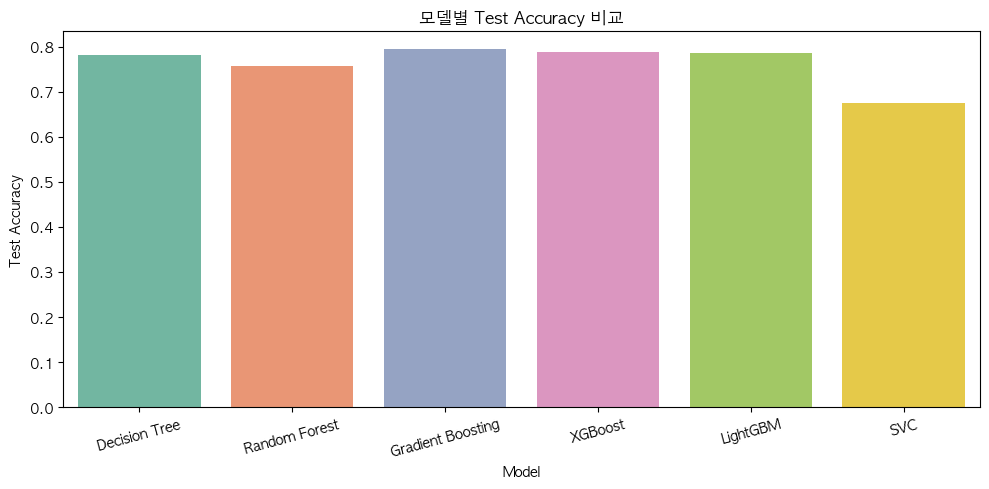 모델별 Test Accuracy 비교
Test Accuracy
0.8
0.7
0.6
0.5
0.4
0.3
0.2
0.1
0.0
Decision Tree
Random Forest
Gradient Boosting
XGBoost
LightGBM
SVC
Model